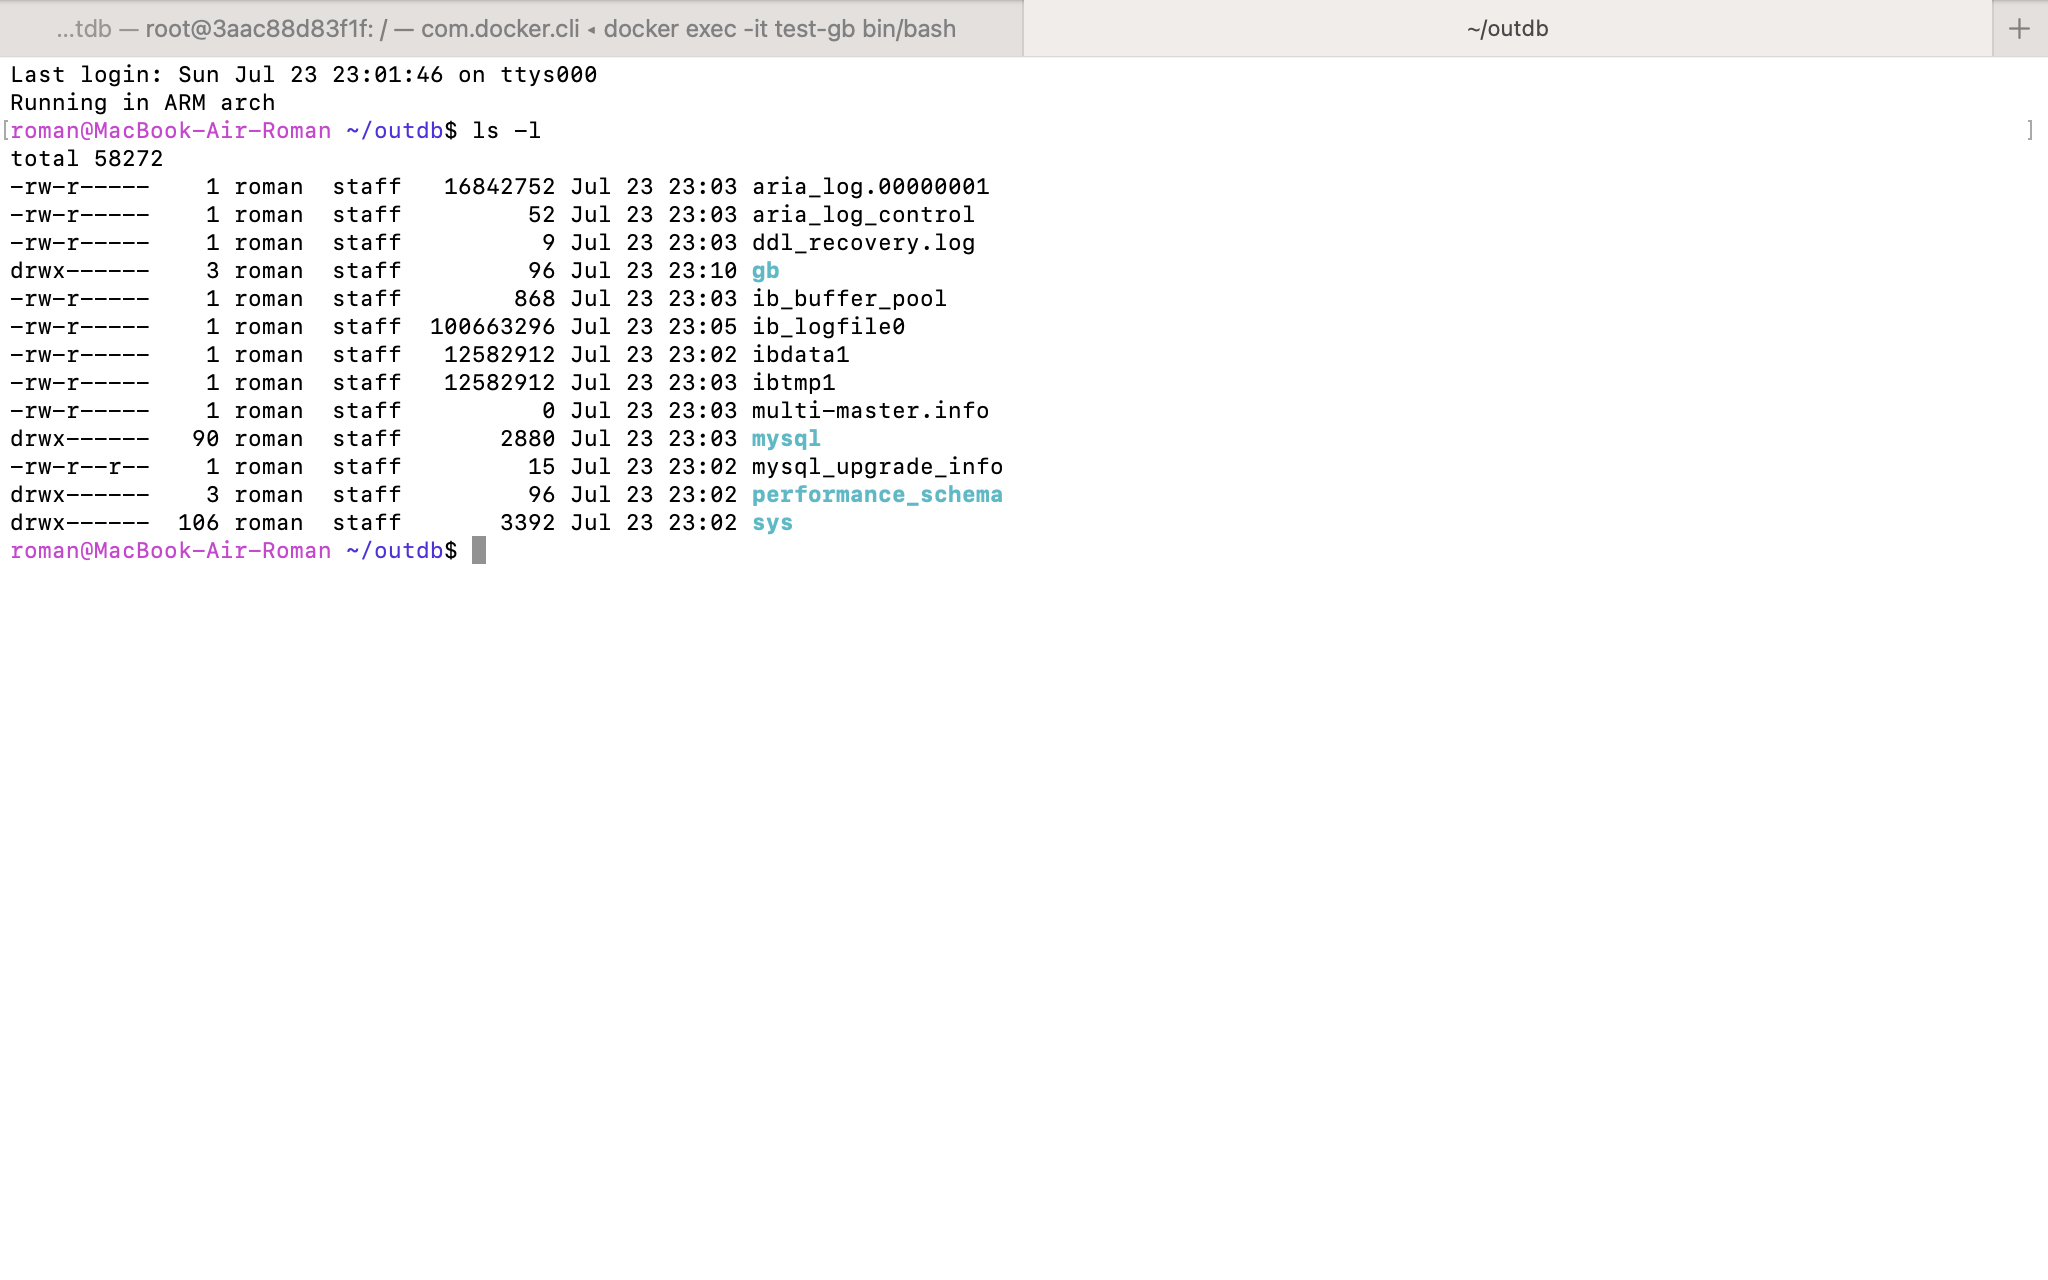 ...tdb — root@3aac88d83f1f: / — com.docker.cli ◂ docker exec -it test-gb bin/bash
~/outdb
+
Last login: Sun Jul 23 23:01:46 on ttys000
Running in ARM arch
[roman@MacBook-Air-Roman ~/outdb$ ls -l ]
total 58272
-rw-r-----    1 roman  staff   16842752 Jul 23 23:03 aria_log.00000001
-rw-r-----    1 roman  staff         52 Jul 23 23:03 aria_log_control
-rw-r-----    1 roman  staff          9 Jul 23 23:03 ddl_recovery.log
drwx------    3 roman  staff         96 Jul 23 23:10 gb
-rw-r-----    1 roman  staff        868 Jul 23 23:03 ib_buffer_pool
-rw-r-----    1 roman  staff  100663296 Jul 23 23:05 ib_logfile0
-rw-r-----    1 roman  staff   12582912 Jul 23 23:02 ibdata1
-rw-r-----    1 roman  staff   12582912 Jul 23 23:03 ibtmp1
-rw-r-----    1 roman  staff          0 Jul 23 23:03 multi-master.info
drwx------   90 roman  staff       2880 Jul 23 23:03 mysql
-rw-r--r--    1 roman  staff         15 Jul 23 23:02 mysql_upgrade_info
drwx------    3 roman  staff         96 Jul 23 23:02 performance_schema
drwx------  106 roman  staff       3392 Jul 23 23:02 sys
roman@MacBook-Air-Roman ~/outdb$